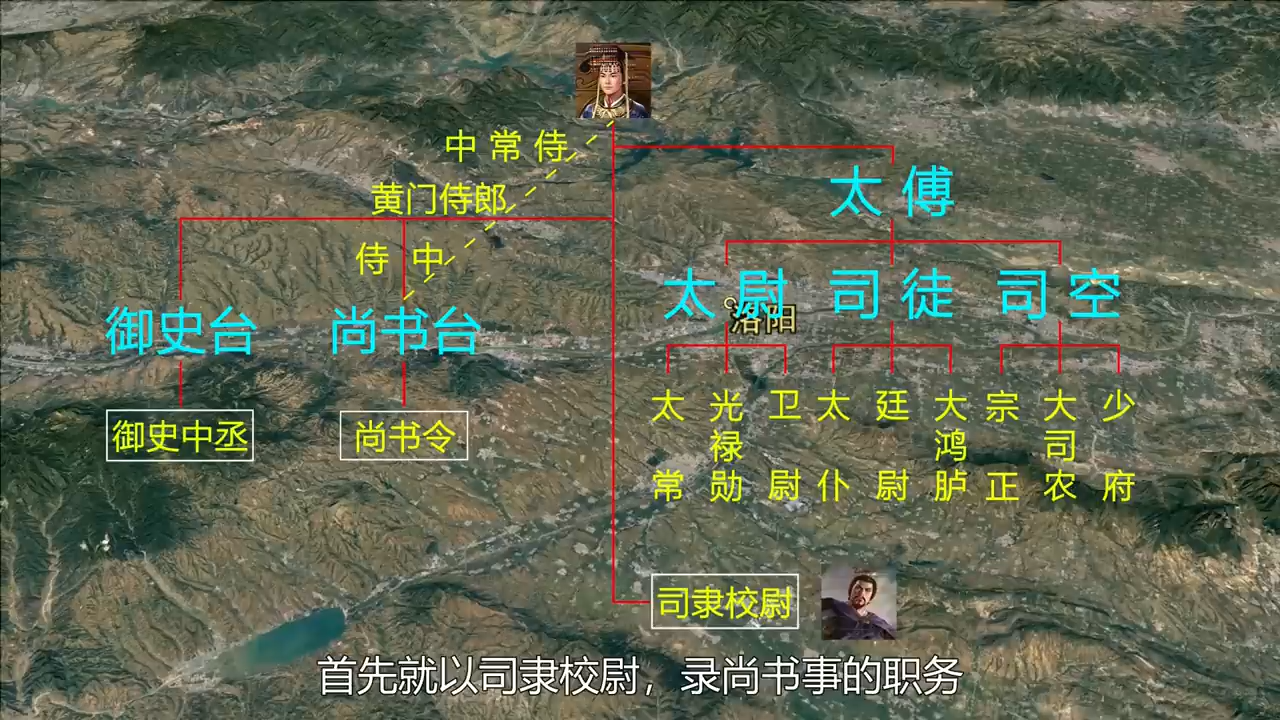 中常侍
黄门侍郎
侍中
太傅
御史台
尚书台
太尉
司徒
司空
洛阳
御史中丞
尚书令
太常
光禄勋
卫尉
太仆
廷尉
大鸿胪
宗正
大司农
少府
司隶校尉
首先就以司隶校尉，录尚书事的职务